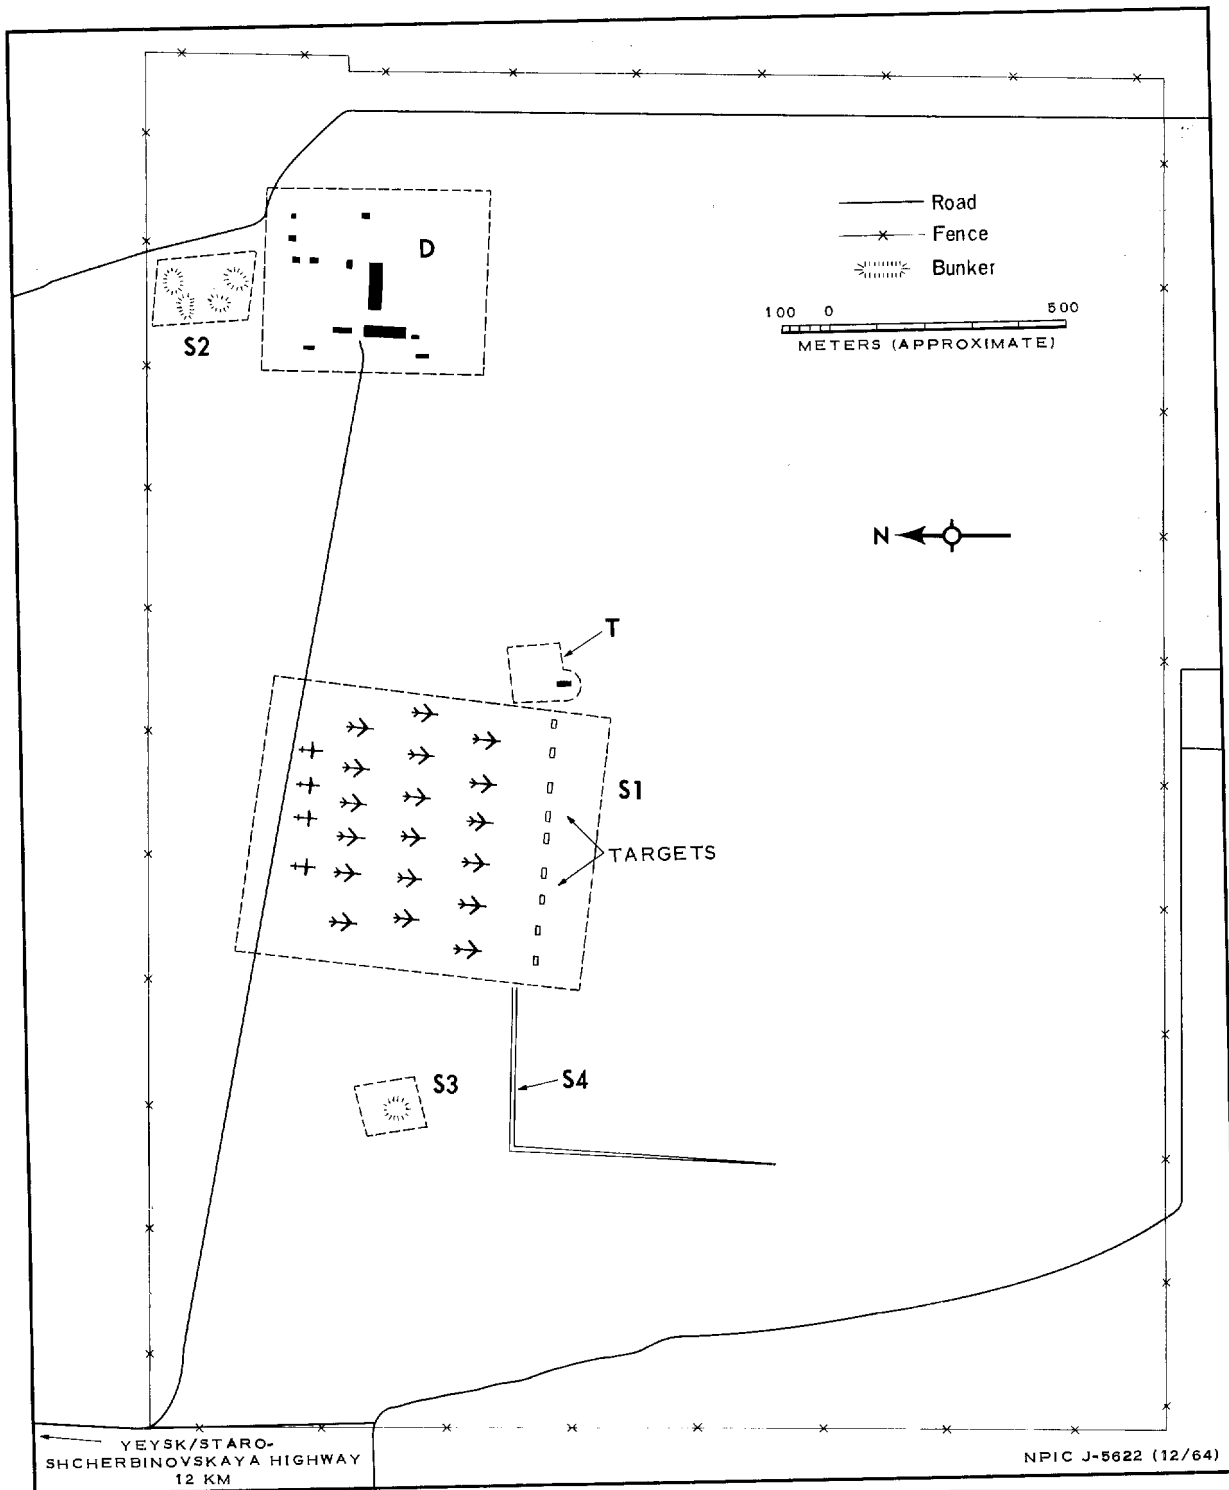 Road
Fence
Bunker
100 0 500
METERS (APPROXIMATE)
D
S2
N
T
S1
TARGETS
S3
S4
YEYSK/STARO-
SHCHERBINOVSKAYA HIGHWAY
12 KM
NPIC J-5622 (12/64)